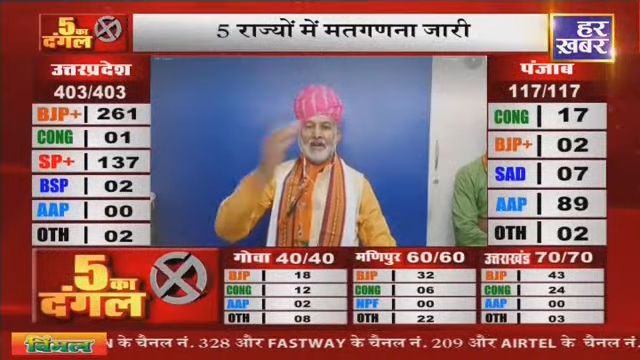 5 का
दंगल
5 राज्यों में मतगणना जारी
हर
ख़बर
उत्तरप्रदेश
403/403
BJP+ 261
CONG 01
SP+ 137
BSP 02
AAP 00
OTH 02
पंजाब
117/117
CONG 17
BJP+ 02
SAD 07
AAP 89
OTH 02
5 का
दंगल
गोवा 40/40
BJP 18
CONG 12
AAP 02
OTH 08
मणिपुर 60/60
BJP 32
CONG 06
NPF 00
OTH 22
उत्तराखंड 70/70
BJP 43
CONG 24
AAP 00
OTH 03
विमल
N के चैनल नं. 328 और FASTWAY के चैनल नं. 209 और AIRTEL के चैनल नं.